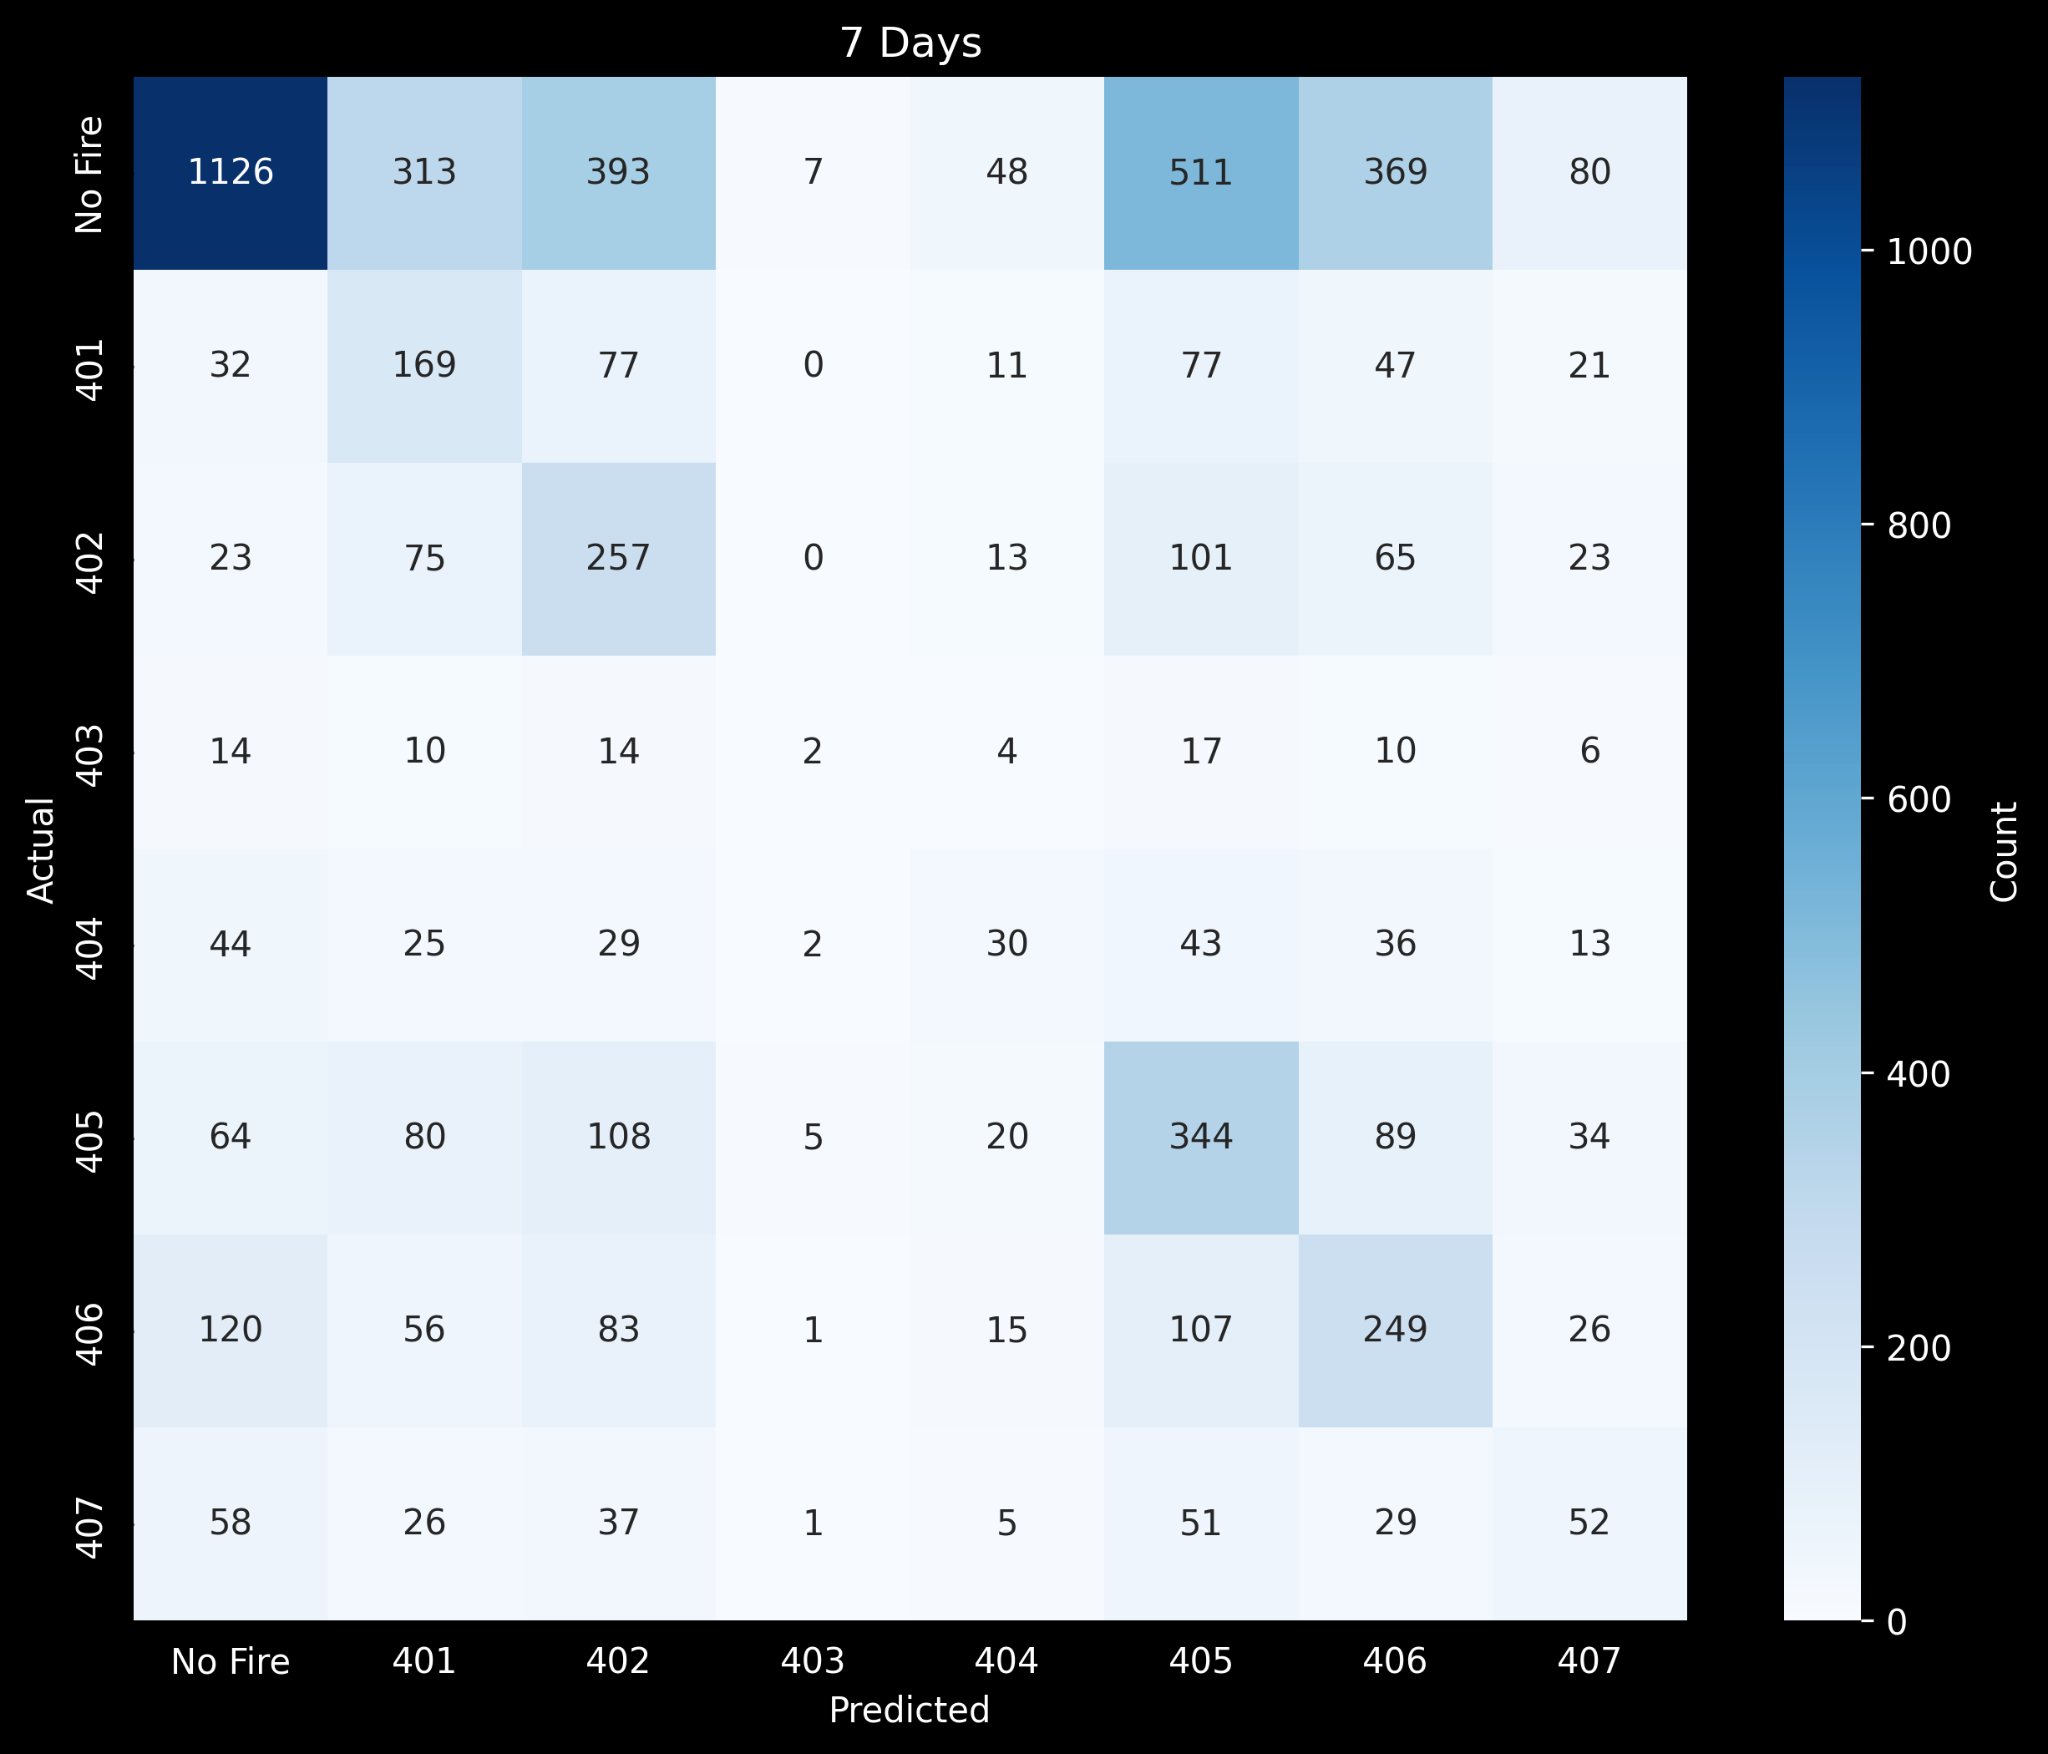 7 Days
No Fire 1126 313 393 7 48 511 369 80
401 32 169 77 0 11 77 47 21
402 23 75 257 0 13 101 65 23
403 14 10 14 2 4 17 10 6
404 44 25 29 2 30 43 36 13
405 64 80 108 5 20 344 89 34
406 120 56 83 1 15 107 249 26
407 58 26 37 1 5 51 29 52
No Fire 401 402 403 404 405 406 407
Predicted
Actual
1000
800
600
400
200
0
Count